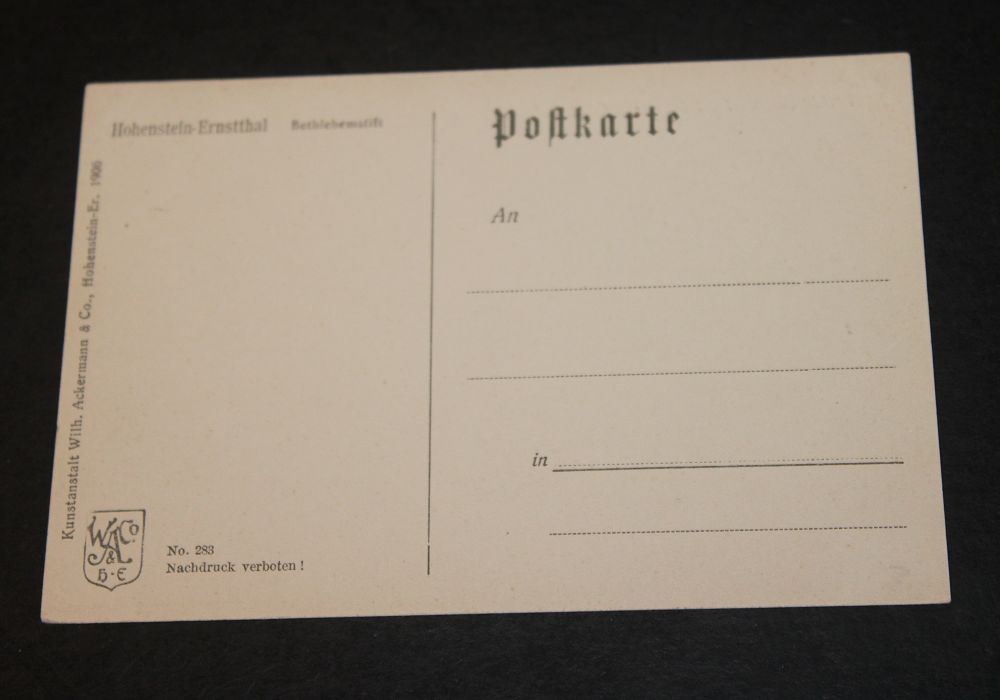 Hohenstein-Ernstthal Bethlehemstift
Postkarte
An
in
Kunstanstalt Wilh. Ackermann & Co., Hohenstein-Er. 1906
W A & Co
H-E
No. 283
Nachdruck verboten!